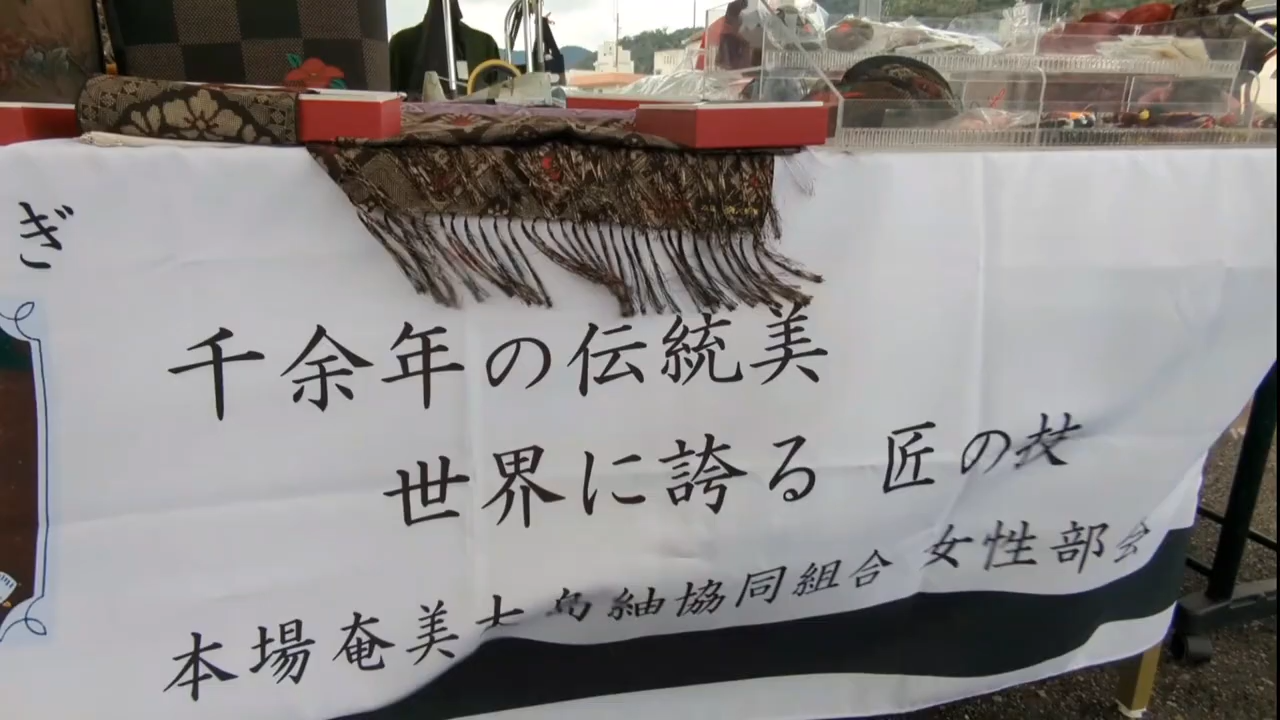 ぎ
千余年の伝統美
世界に誇る 匠の技
本場奄美大島紬協同組合 女性部会